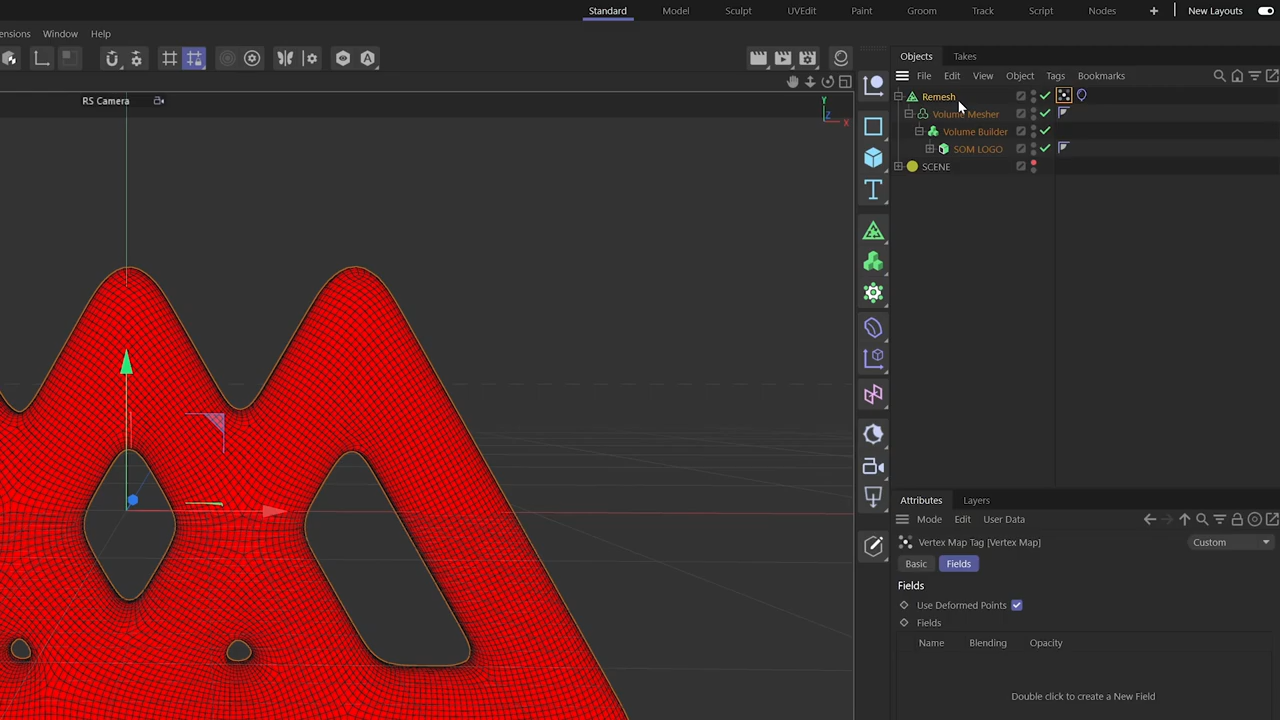 Standard Model Sculpt UVEdit Paint Groom Track Script Nodes + New Layouts
ensions Window Help
Objects Takes
File Edit View Object Tags Bookmarks
RS Camera
Y
Z
X
Remesh
Volume Mesher
Volume Builder
SOM LOGO
SCENE
Attributes Layers
Mode Edit User Data
Vertex Map Tag [Vertex Map] Custom
Basic Fields
Fields
Use Deformed Points
Fields
Name Blending Opacity
Double click to create a New Field